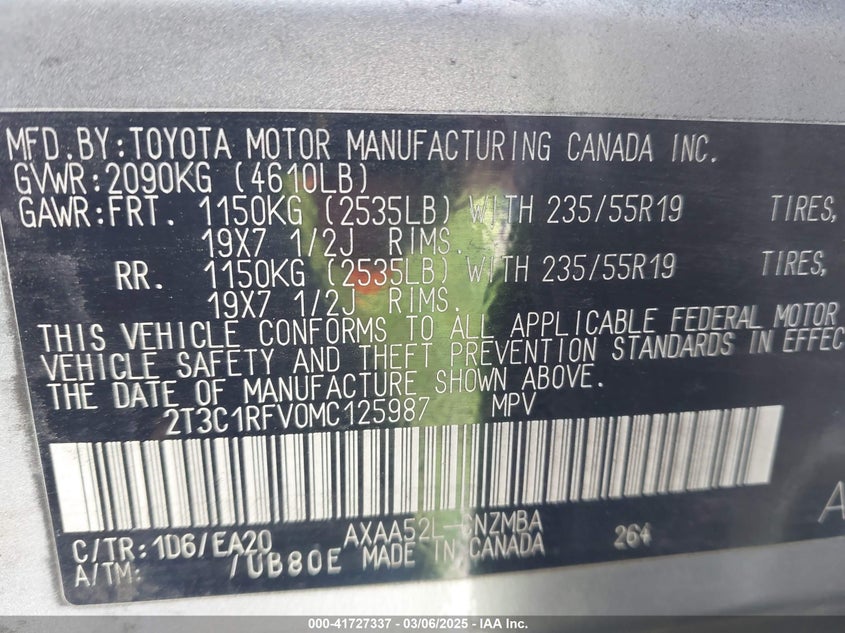 MFD.BY:TOYOTA MOTOR MANUFACTURING CANADA INC.
GVWR:2090KG (4610LB)
GAWR:FRT. 1150KG (2535LB) WITH 235/55R19 TIRES,
19X7 1/2J RIMS.
RR. 1150KG (2535LB) WITH 235/55R19 TIRES,
19X7 1/2J RIMS.
THIS VEHICLE CONFORMS TO ALL APPLICABLE FEDERAL MOTOR
VEHICLE SAFETY AND THEFT PREVENTION STANDARDS IN EFFEC
THE DATE OF MANUFACTURE SHOWN ABOVE.
2T3C1RFV0MC125987 MPV
A
C/TR:1D6/EA20 AXAA52L-CNZMBA 264
A/TM: /UB80E MADE IN CANADA
000-41727337 - 03/06/2025 - IAA Inc.